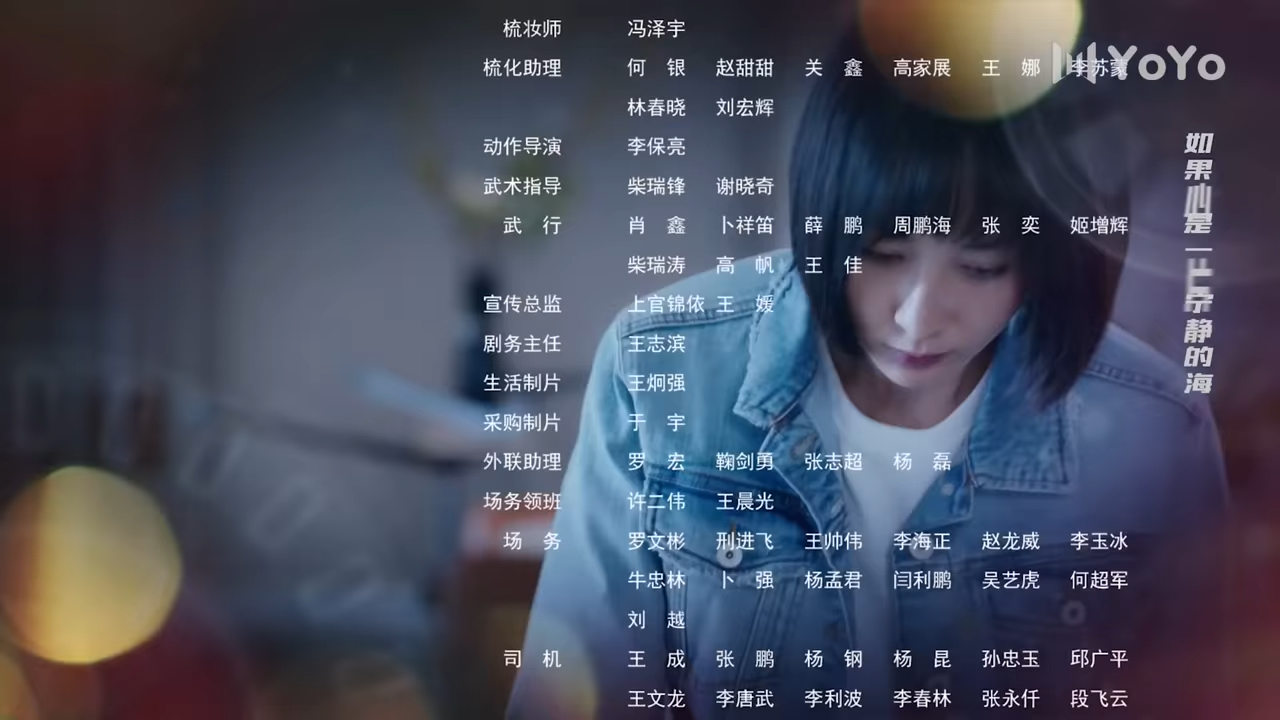 梳妆师 冯泽宇
梳化助理 何 银 赵甜甜 关 鑫 高家展 王 娜 李苏蒙
YoYo
林春晓 刘宏辉
动作导演 李保亮
武术指导 柴瑞锋 谢晓奇
武 行 肖 鑫 卜祥笛 薛 鹏 周鹏海 张 奕 姬增辉
柴瑞涛 高 帆 王 佳
宣传总监 上官锦依 王 媛
剧务主任 王志滨
生活制片 王炯强
采购制片 于 宇
外联助理 罗 宏 鞠剑勇 张志超 杨 磊
场务领班 许二伟 王晨光
场 务 罗文彬 刑进飞 王帅伟 李海正 赵龙威 李玉冰
牛忠林 卜 强 杨孟君 闫利鹏 吴艺虎 何超军
刘 越
司 机 王 成 张 鹏 杨 钢 杨 昆 孙忠玉 邱广平
王文龙 李唐武 李利波 李春林 张永仟 段飞云
如果心是一
静的海